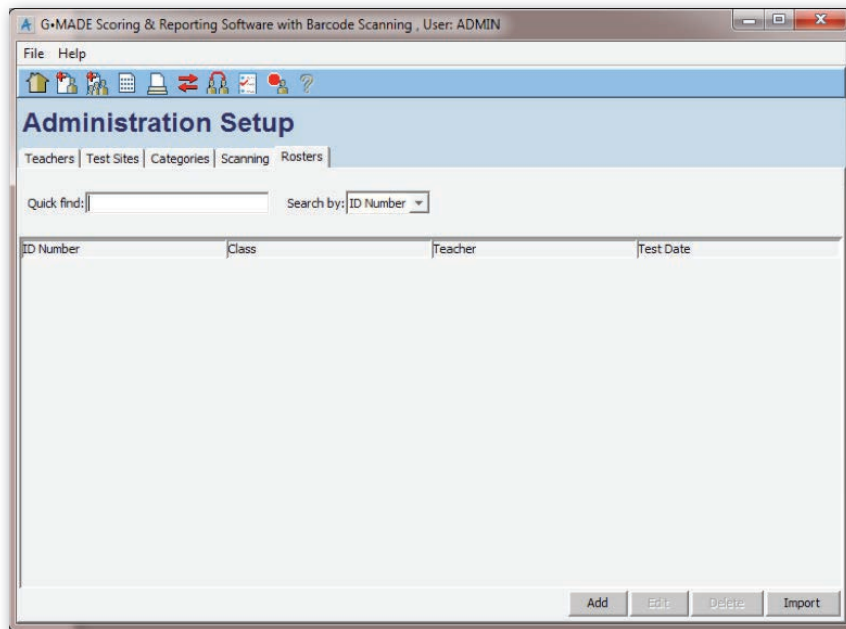 G•MADE Scoring & Reporting Software with Barcode Scanning , User: ADMIN
File Help
Administration Setup
Teachers Test Sites Categories Scanning Rosters
Quick find: Search by: ID Number
ID Number Class Teacher Test Date
Add Edit Delete Import